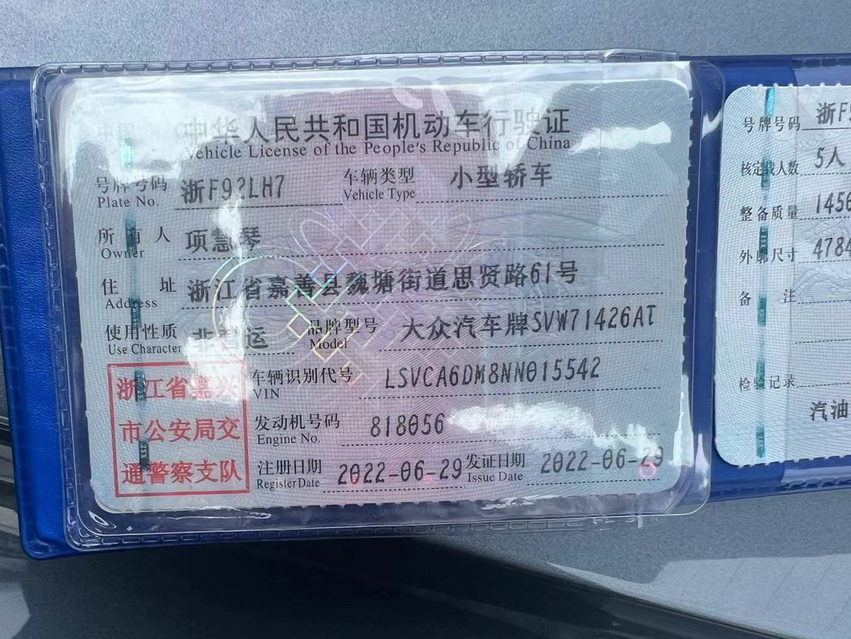 中华人民共和国机动车行驶证
Vehicle License of the People's Republic of China
号牌号码 浙F92LH7 车辆类型 小型轿车
Plate No. Vehicle Type
所有人 项慧琴
Owner
住址 浙江省嘉善县魏塘街道思贤路61号
Address
使用性质 非营运 品牌型号 大众汽车牌SVW71426AT
Use Character Model
浙江省嘉兴
市公安局交
通警察支队
车辆识别代号 LSVCA6DM8NN015542
VIN
发动机号码 818056
Engine No.
注册日期 2022-06-29 发证日期 2022-06-29
Register Date Issue Date
号牌号码
核定载人数 5人
整备质量
外廓尺寸
备注
检验记录
汽油